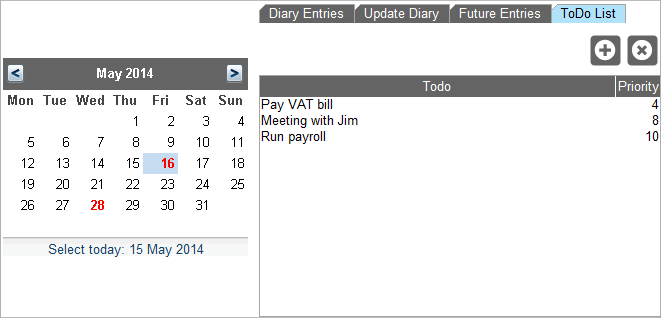 Diary Entries Update Diary Future Entries ToDo List
< May 2014 >
Mon Tue Wed Thu Fri Sat Sun
1 2 3 4
5 6 7 8 9 10 11
12 13 14 15 16 17 18
19 20 21 22 23 24 25
26 27 28 29 30 31
Select today: 15 May 2014
Todo Priority
Pay VAT bill 4
Meeting with Jim 8
Run payroll 10